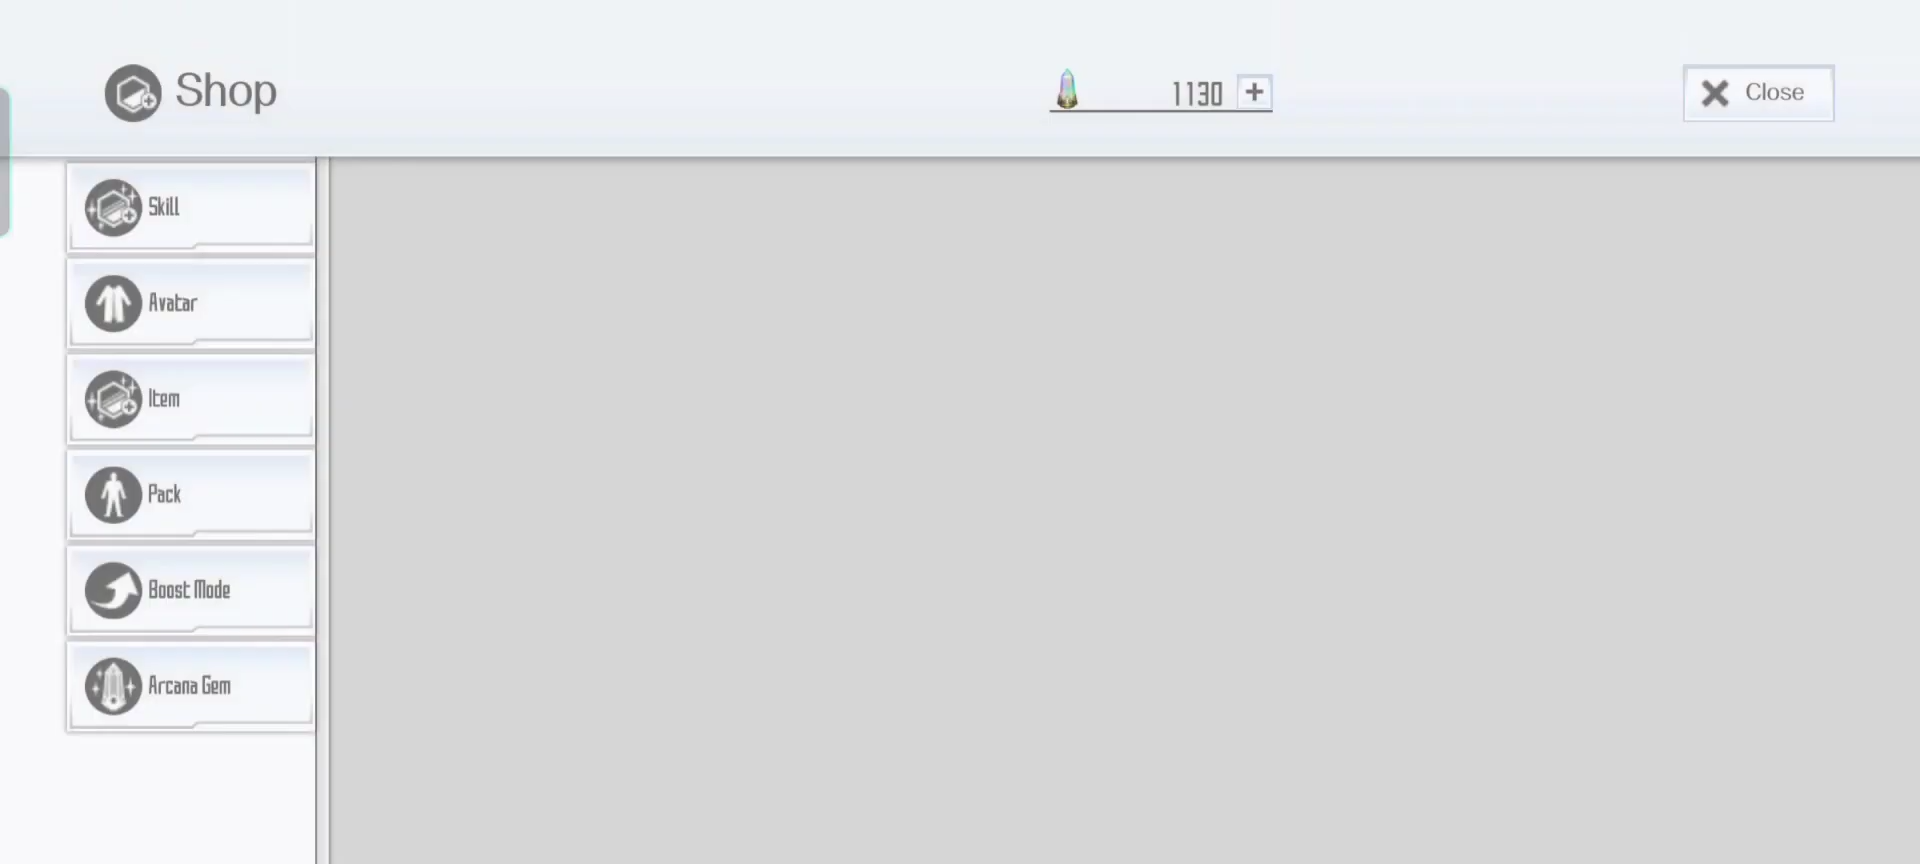 Shop
1130
Close
Skill
Avatar
Item
Pack
Boost Mode
Arcana Gem